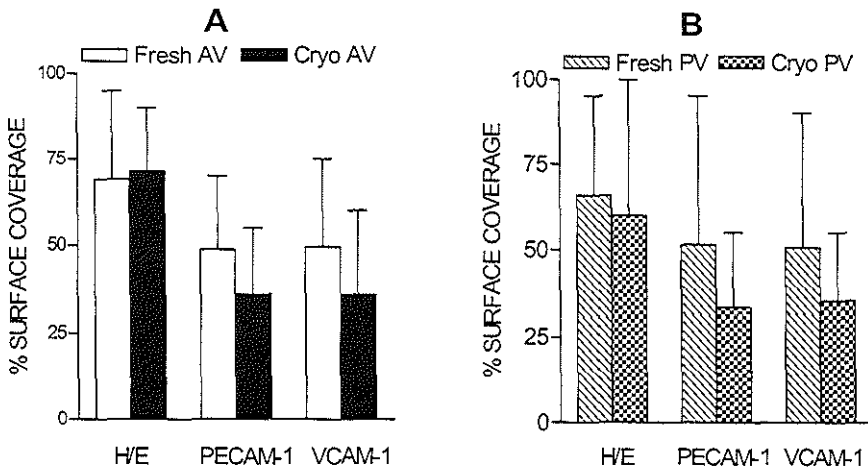 A
Fresh AV Cryo AV
100
75
50
25
0
% SURFACE COVERAGE
H/E PECAM-1 VCAM-1
B
Fresh PV Cryo PV
100
75
50
25
0
% SURFACE COVERAGE
H/E PECAM-1 VCAM-1